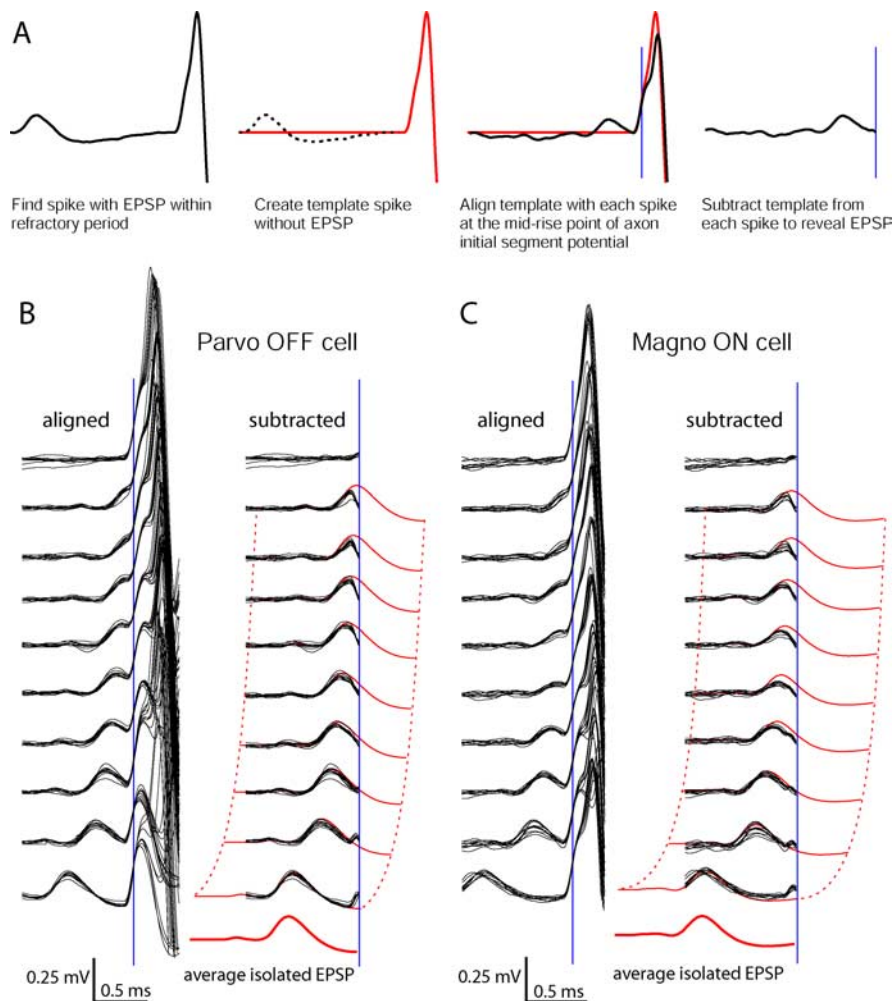 A
Find spike with EPSP within
refractory period
Create template spike
without EPSP
Align template with each spike
at the mid-rise point of axon
initial segment potential
Subtract template from
each spike to reveal EPSP
B
Parvo OFF cell
aligned
subtracted
0.25 mV
0.5 ms
average isolated EPSP
C
Magno ON cell
aligned
subtracted
0.25 mV
0.5 ms
average isolated EPSP